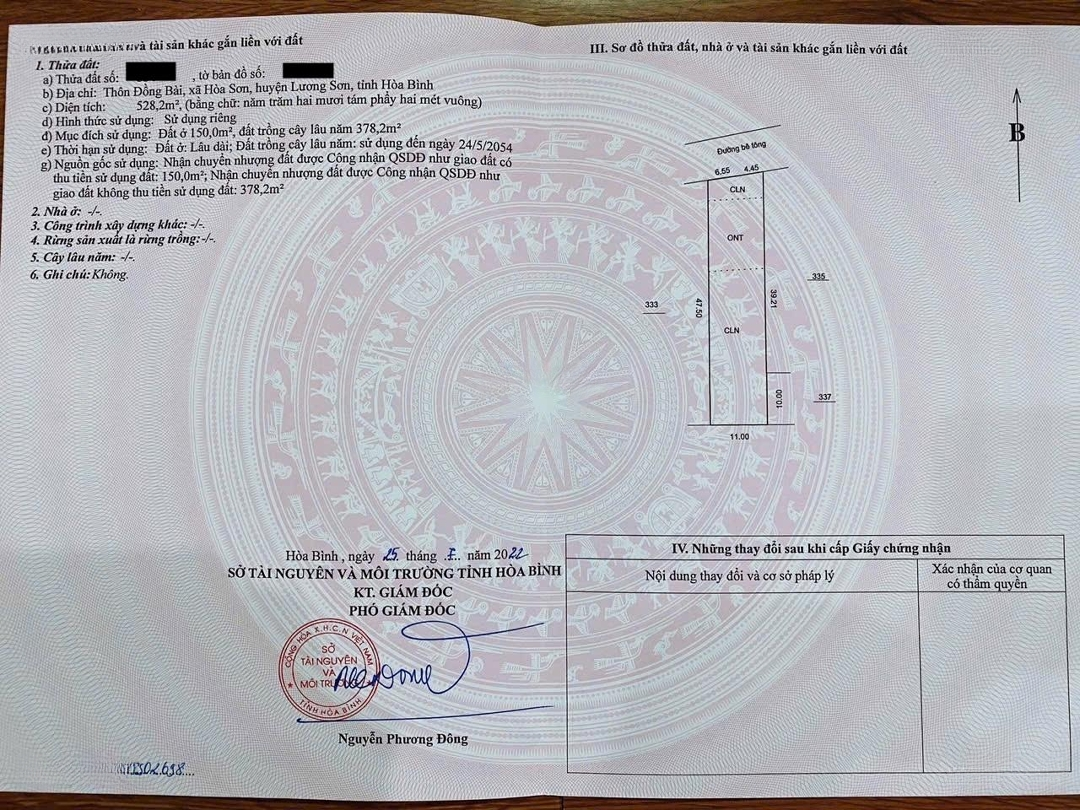 và tài sản khác gắn liền với đất
1. Thửa đất:
a) Thửa đất số: , tờ bản đồ số:
b) Địa chỉ: Thôn Đồng Bài, xã Hòa Sơn, huyện Lương Sơn, tỉnh Hòa Bình
c) Diện tích: 528,2m², (bằng chữ: năm trăm hai mươi tám phẩy hai mét vuông)
d) Hình thức sử dụng: Sử dụng riêng
đ) Mục đích sử dụng: Đất ở 150,0m², đất trồng cây lâu năm 378,2m²
e) Thời hạn sử dụng: Đất ở: Lâu dài; Đất trồng cây lâu năm: sử dụng đến ngày 24/5/2054
g) Nguồn gốc sử dụng: Nhận chuyển nhượng đất được Công nhận QSDĐ như giao đất có
thu tiền sử dụng đất: 150,0m²; Nhận chuyển nhượng đất được Công nhận QSDĐ như
giao đất không thu tiền sử dụng đất: 378,2m²
2. Nhà ở: -/-.
3. Công trình xây dựng khác: -/-.
4. Rừng sản xuất là rừng trồng:-/-.
5. Cây lâu năm: -/-.
6. Ghi chú: Không.
III. Sơ đồ thửa đất, nhà ở và tài sản khác gắn liền với đất
B
Đường bê tông
6.55 4.45
CLN
ONT
335
333
47.50
39.21
CLN
10.00
337
11.00
Hòa Bình , ngày 25 tháng .I.. năm 2022
SỞ TÀI NGUYÊN VÀ MÔI TRƯỜNG TỈNH HÒA BÌNH
KT. GIÁM ĐỐC
PHÓ GIÁM ĐỐC
CỘNG HÒA X.H.C.N VIỆT NAM
SỞ
TÀI NGUYÊN
VÀ
MÔI TRƯỜNG
TỈNH HÒA BÌNH
Nguyễn Phương Đông
IV. Những thay đổi sau khi cấp Giấy chứng nhận
Nội dung thay đổi và cơ sở pháp lý
Xác nhận của cơ quan
có thẩm quyền